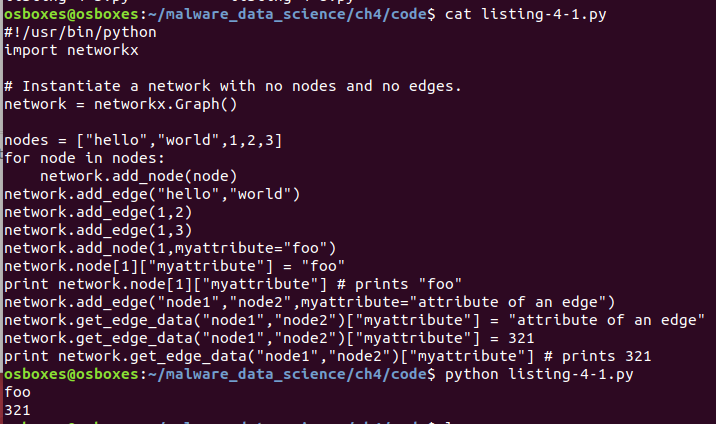 osboxes@osboxes:~/malware_data_science/ch4/code$ cat listing-4-1.py
#!/usr/bin/python
import networkx

# Instantiate a network with no nodes and no edges.
network = networkx.Graph()

nodes = ["hello","world",1,2,3]
for node in nodes:
    network.add_node(node)
network.add_edge("hello","world")
network.add_edge(1,2)
network.add_edge(1,3)
network.add_node(1,myattribute="foo")
network.node[1]["myattribute"] = "foo"
print network.node[1]["myattribute"] # prints "foo"
network.add_edge("node1","node2",myattribute="attribute of an edge")
network.get_edge_data("node1","node2")["myattribute"] = "attribute of an edge"
network.get_edge_data("node1","node2")["myattribute"] = 321
print network.get_edge_data("node1","node2")["myattribute"] # prints 321
osboxes@osboxes:~/malware_data_science/ch4/code$ python listing-4-1.py
foo
321